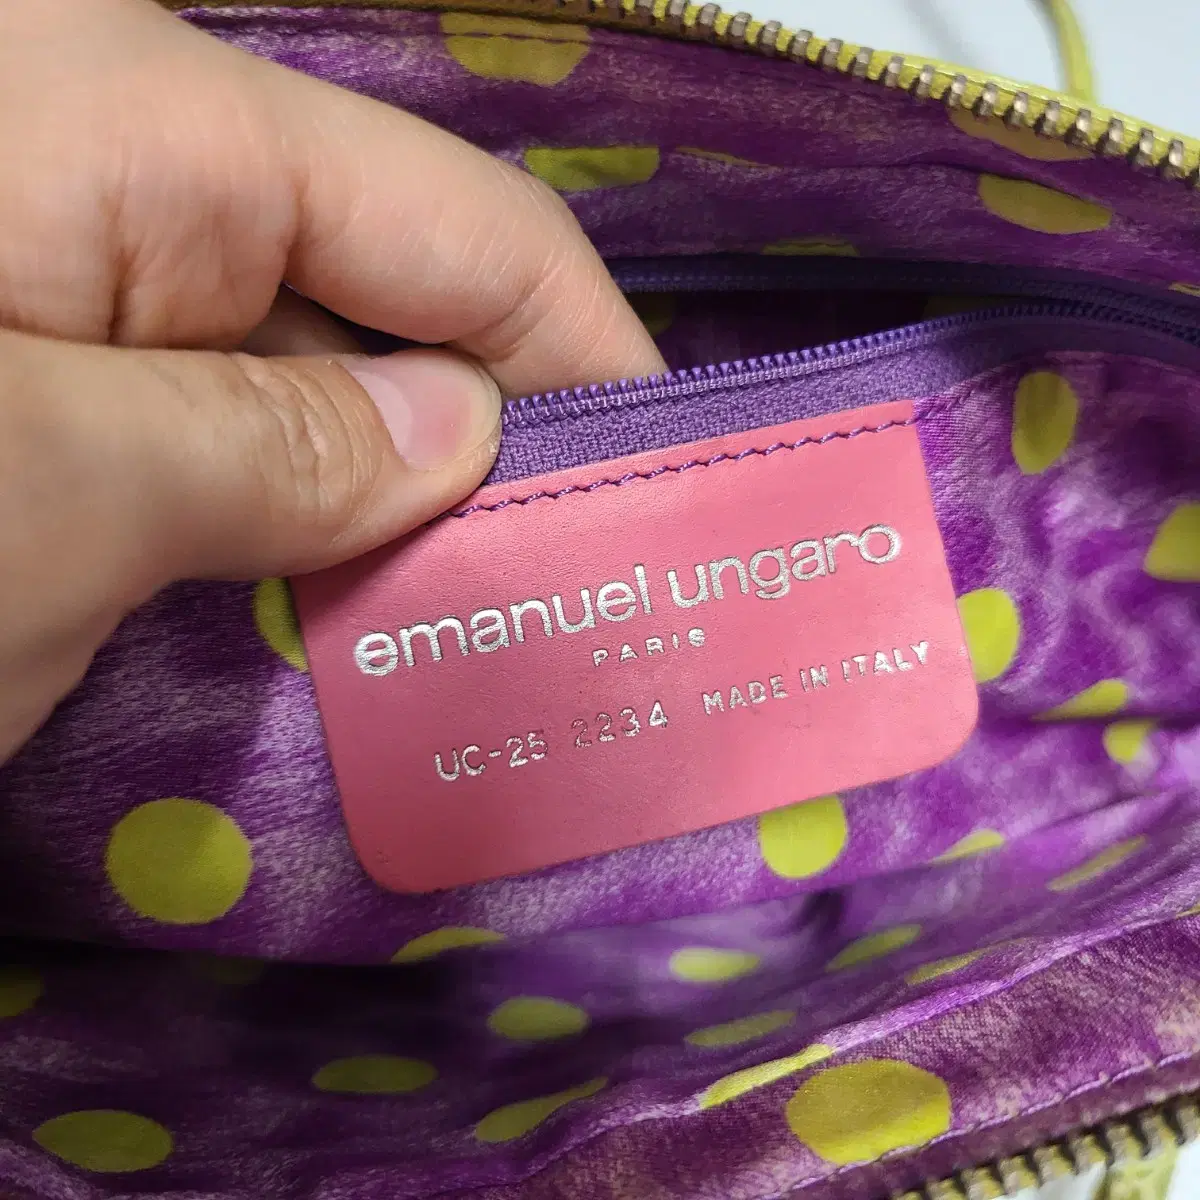 emanuel ungaro
PARIS
UC-25 2234 MADE IN ITALY